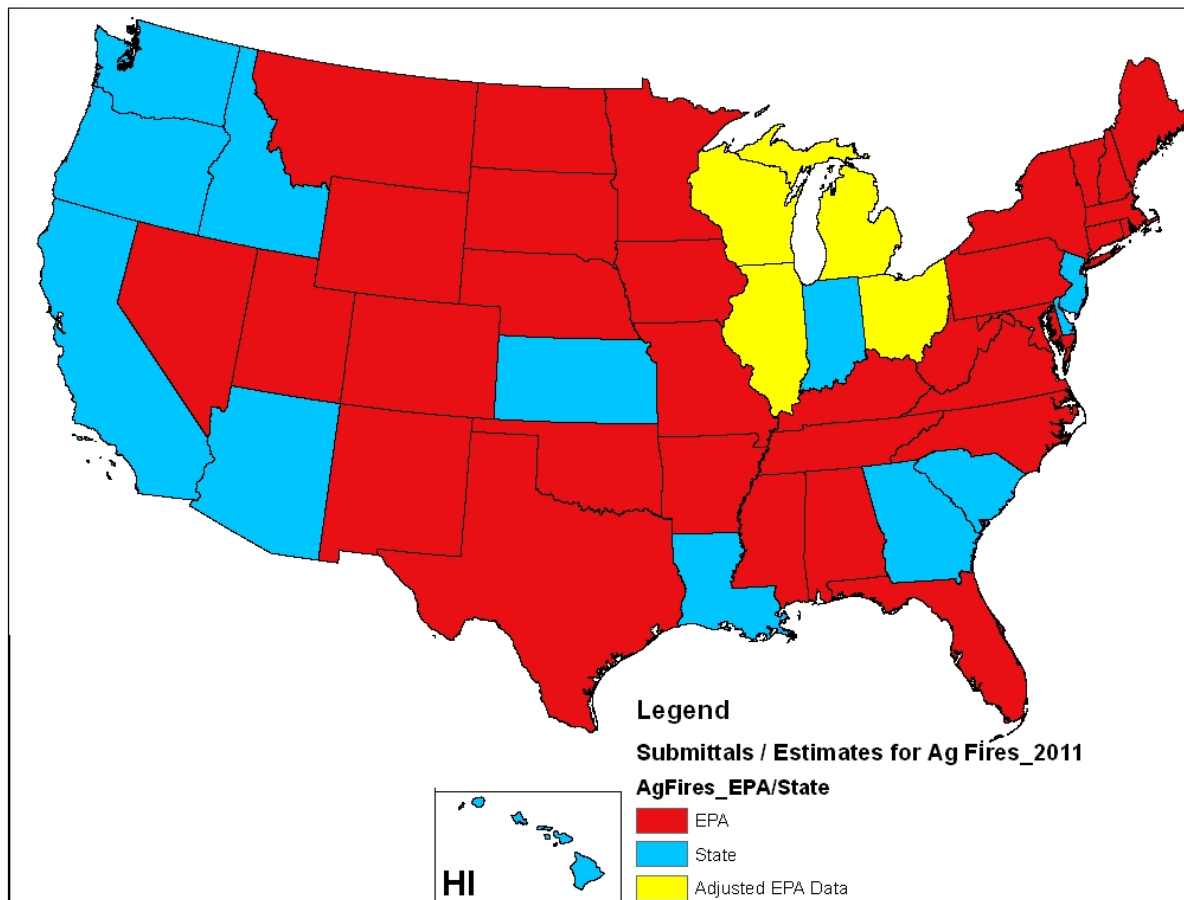 Legend
Submittals / Estimates for Ag Fires_2011
AgFires_EPA/State
EPA
State
Adjusted EPA Data
HI